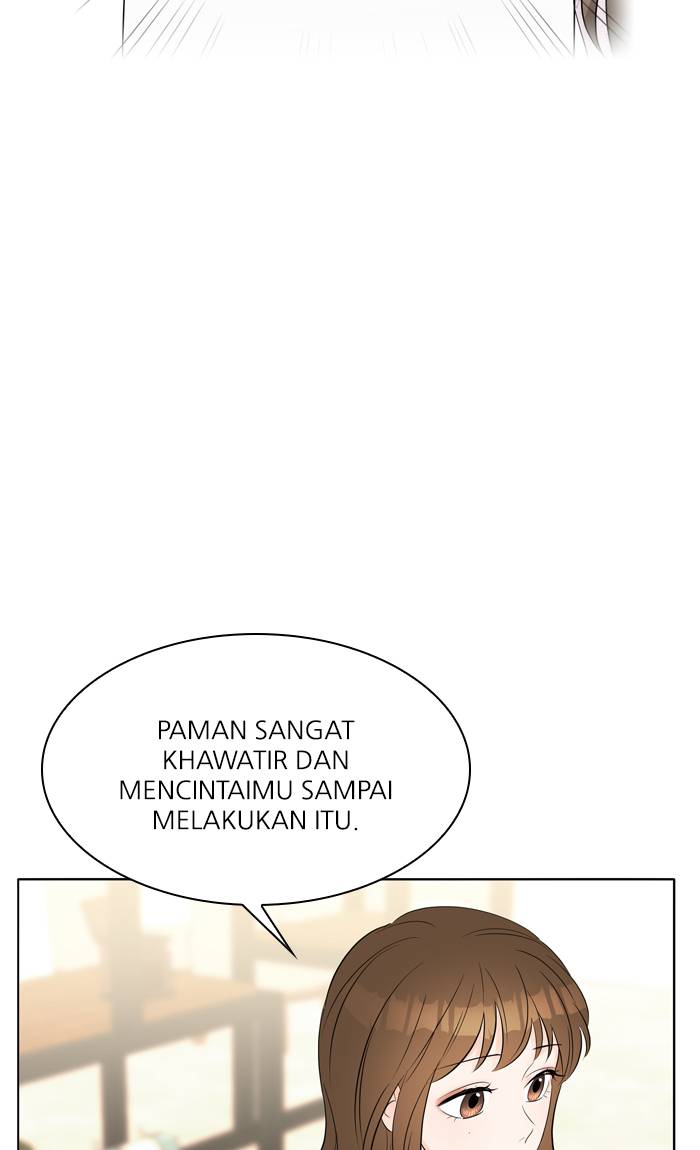 PAMAN SANGAT
KHAWATIR DAN
MENCINTAIMU SAMPAI
MELAKUKAN ITU.